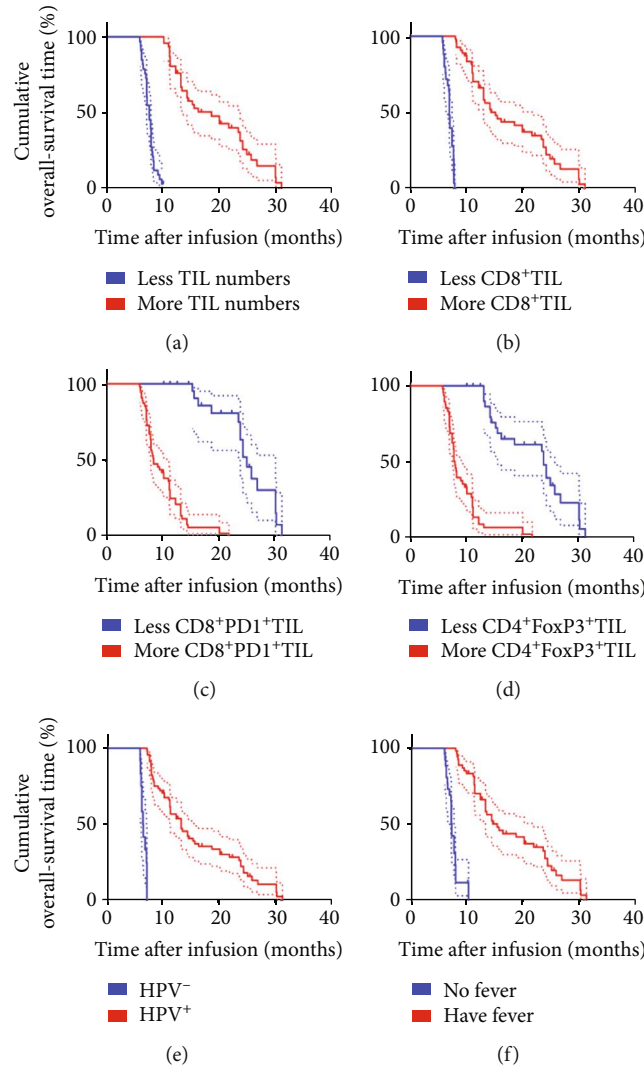 Cumulative
overall-survival time (%)
100
50
0
0 10 20 30 40
Time after infusion (months)
Less TIL numbers
More TIL numbers
(a)
100
50
0
0 10 20 30 40
Time after infusion (months)
Less CD8⁺TIL
More CD8⁺TIL
(b)
100
50
0
0 10 20 30 40
Time after infusion (months)
Less CD8⁺PD1⁺TIL
More CD8⁺PD1⁺TIL
(c)
100
50
0
0 10 20 30 40
Time after infusion (months)
Less CD4⁺FoxP3⁺TIL
More CD4⁺FoxP3⁺TIL
(d)
Cumulative
overall-survival time (%)
100
50
0
0 10 20 30 40
Time after infusion (months)
HPV⁻
HPV⁺
(e)
100
50
0
0 10 20 30 40
Time after infusion (months)
No fever
Have fever
(f)